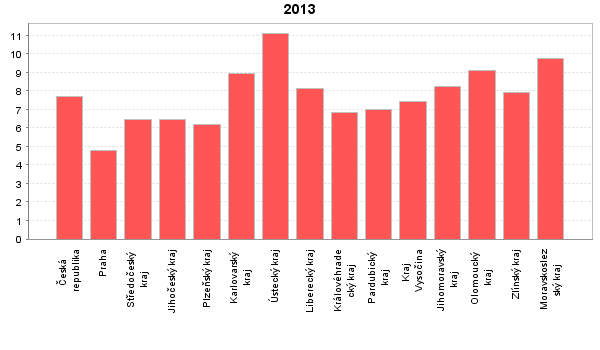 2013
11
10
9
8
7
6
5
4
3
2
1
0
Česká
republika
Praha
Středočeský
kraj
Jihočeský kraj
Plzeňský kraj
Karlovarský
kraj
Ústecký kraj
Liberecký kraj
Královéhrade
cký kraj
Pardubický
kraj
Kraj
Vysočina
Jihomoravský
kraj
Olomoucký
kraj
Zlínský kraj
Moravskoslez
ský kraj